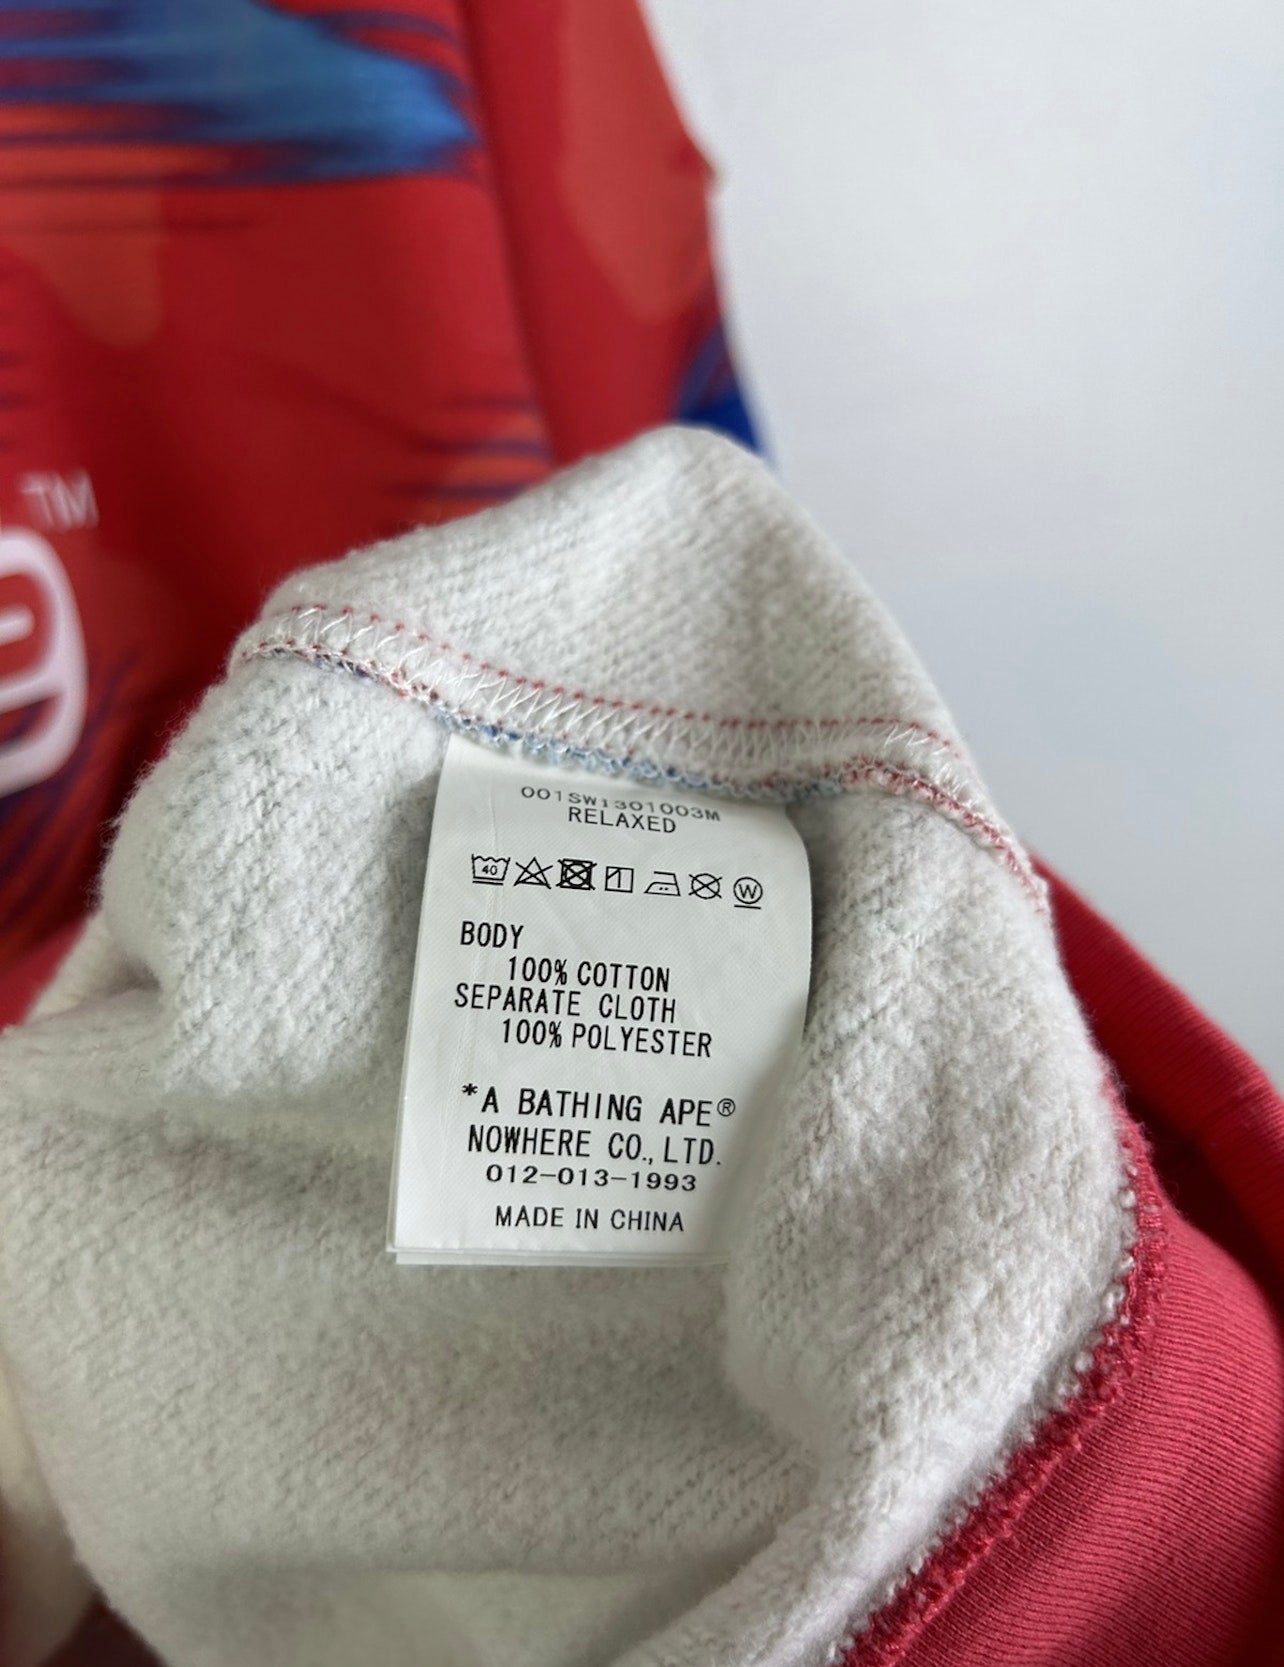 TM
001SW1301003M
RELAXED
40
W
BODY
100% COTTON
SEPARATE CLOTH
100% POLYESTER
*A BATHING APE®
NOWHERE CO., LTD.
012-013-1993
MADE IN CHINA